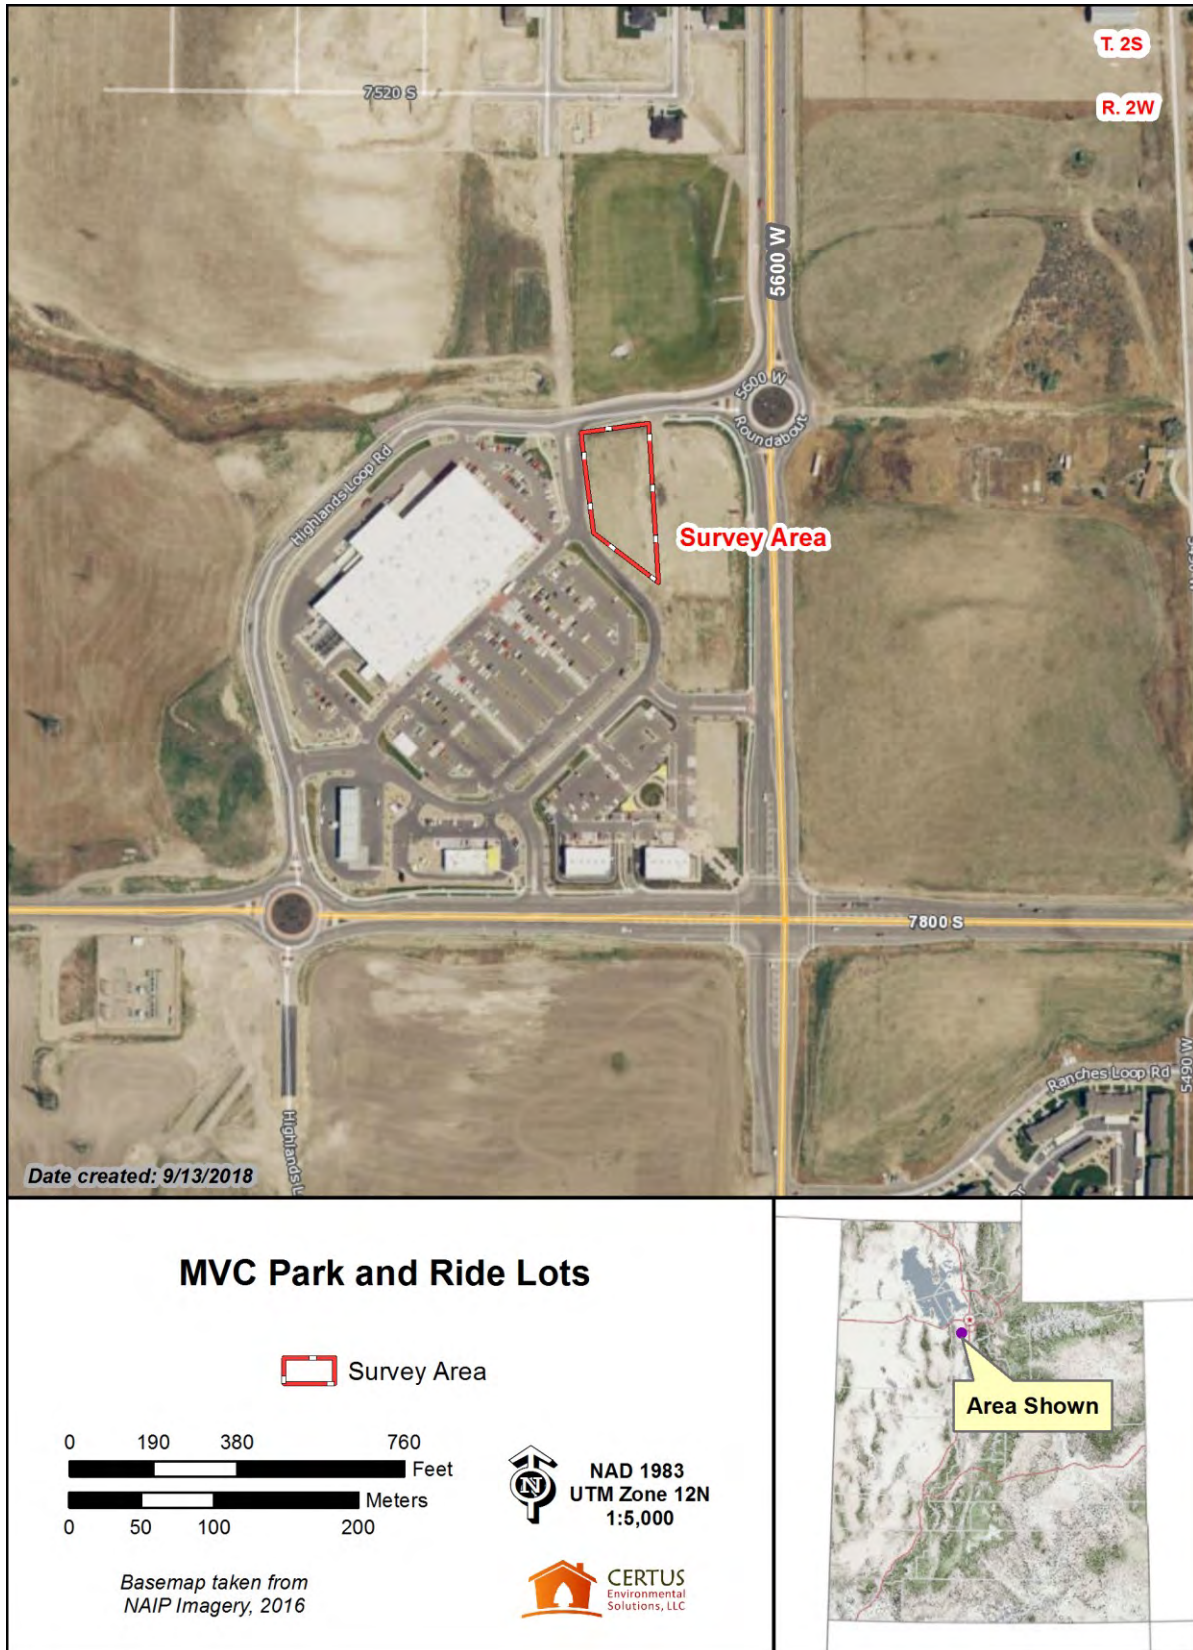 T. 2S
R. 2W
7520 S
5600 W
5600 W
Roundabout
Highlands Loop Rd
Survey Area
7800 S
Ranches Loop Rd
5490 W
Highlands L
Dr
Date created: 9/13/2018
MVC Park and Ride Lots
Survey Area
0 190 380 760
Feet
Meters
0 50 100 200
N
NAD 1983
UTM Zone 12N
1:5,000
Basemap taken from
NAIP Imagery, 2016
CERTUS
Environmental
Solutions, LLC
Area Shown